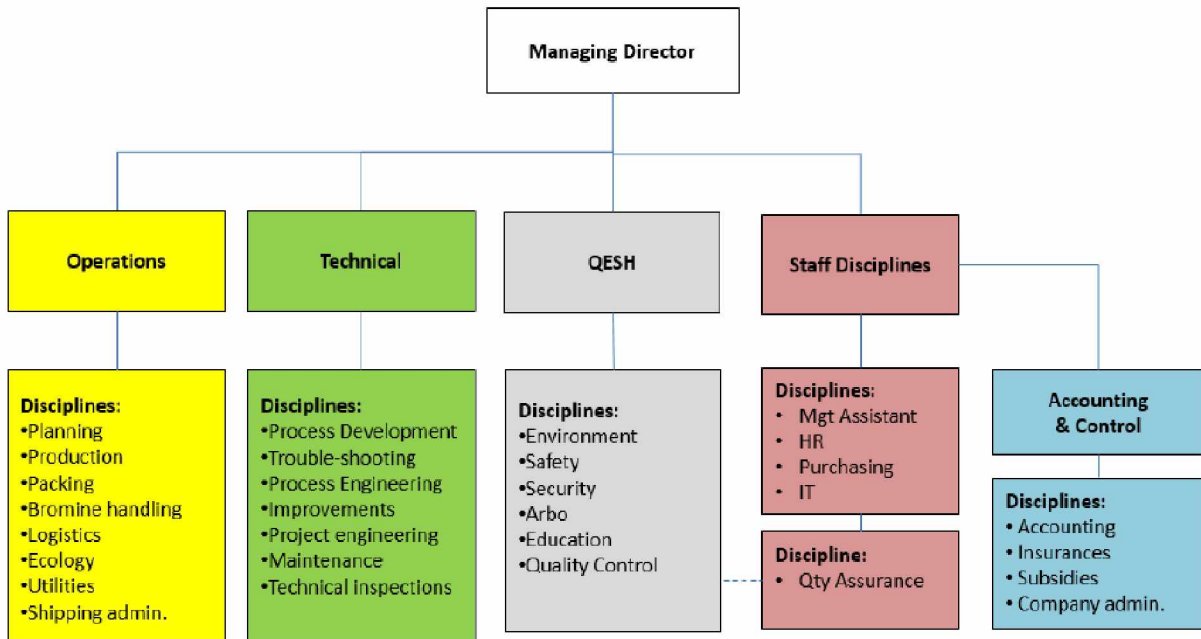 Managing Director
Operations
Technical
QESH
Staff Disciplines
Disciplines:
•Planning
•Production
•Packing
•Bromine handling
•Logistics
•Ecology
•Utilities
•Shipping admin.
Disciplines:
•Process Development
•Trouble-shooting
•Process Engineering
•Improvements
•Project engineering
•Maintenance
•Technical inspections
Disciplines:
•Environment
•Safety
•Security
•Arbo
•Education
•Quality Control
Disciplines:
• Mgt Assistant
• HR
• Purchasing
• IT
Discipline:
• Qty Assurance
Accounting
& Control
Disciplines:
• Accounting
• Insurances
• Subsidies
• Company admin.